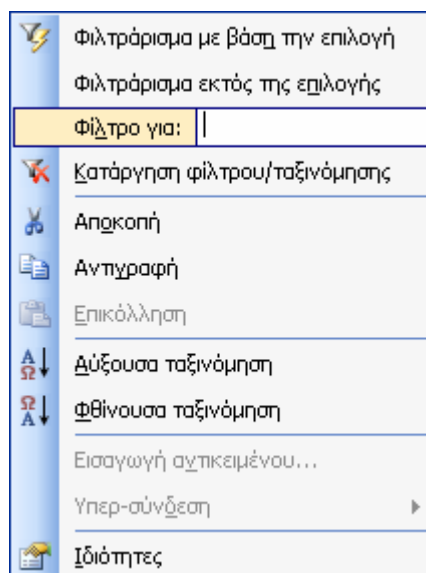 Φιλτράρισμα με βάση την επιλογή
Φιλτράρισμα εκτός της επιλογής
Φίλτρο για:
Κατάργηση φίλτρου/ταξινόμησης
Αποκοπή
Αντιγραφή
Επικόλληση
Αύξουσα ταξινόμηση
Φθίνουσα ταξινόμηση
Εισαγωγή αντικειμένου...
Υπερ-σύνδεση
Ιδιότητες